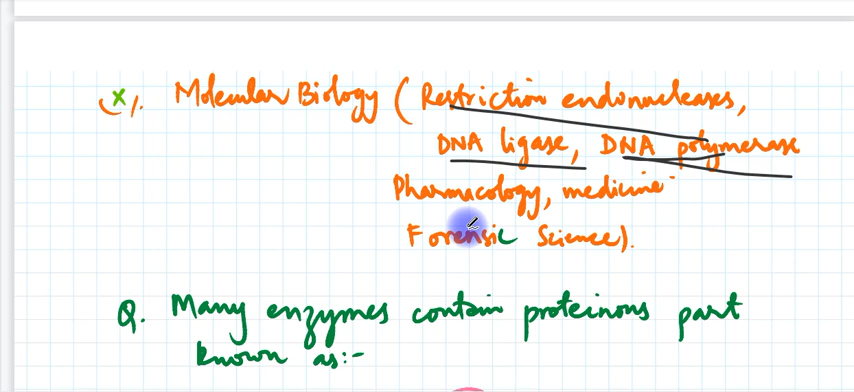 (x). Molecular Biology ( Restriction endonucleases,
DNA ligase, DNA polymerase
Pharmacology, medicine
Forensic Science).
Q. Many enzymes contain proteinous part
known as:-